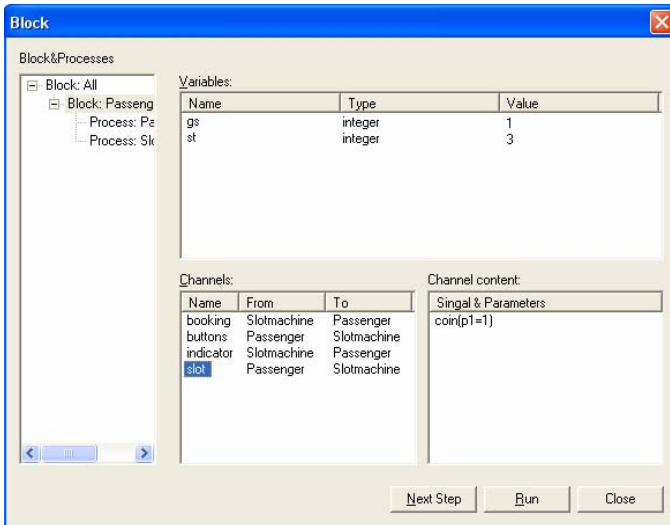 Block
Block&Processes
Block: All
Block: Passeng
Process: Pa
Process: Slo
Variables:
Name Type Value
gs integer 1
st integer 3
Channels:
Name From To
booking Slotmachine Passenger
buttons Passenger Slotmachine
indicator Slotmachine Passenger
slot Passenger Slotmachine
Channel content:
Singal & Parameters
coin(p1=1)
Next Step Run Close